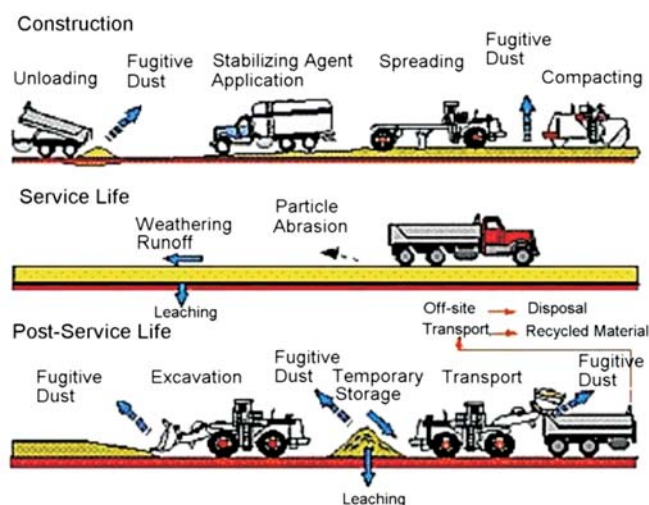 Construction
Unloading
Fugitive
Dust
Stabilizing Agent
Application
Spreading
Fugitive
Dust
Compacting
Service Life
Weathering
Runoff
Particle
Abrasion
Leaching
Off-site
Disposal
Transport
Recycled Material
Post-Service Life
Fugitive
Dust
Excavation
Fugitive
Dust
Temporary
Storage
Transport
Fugitive
Dust
Leaching